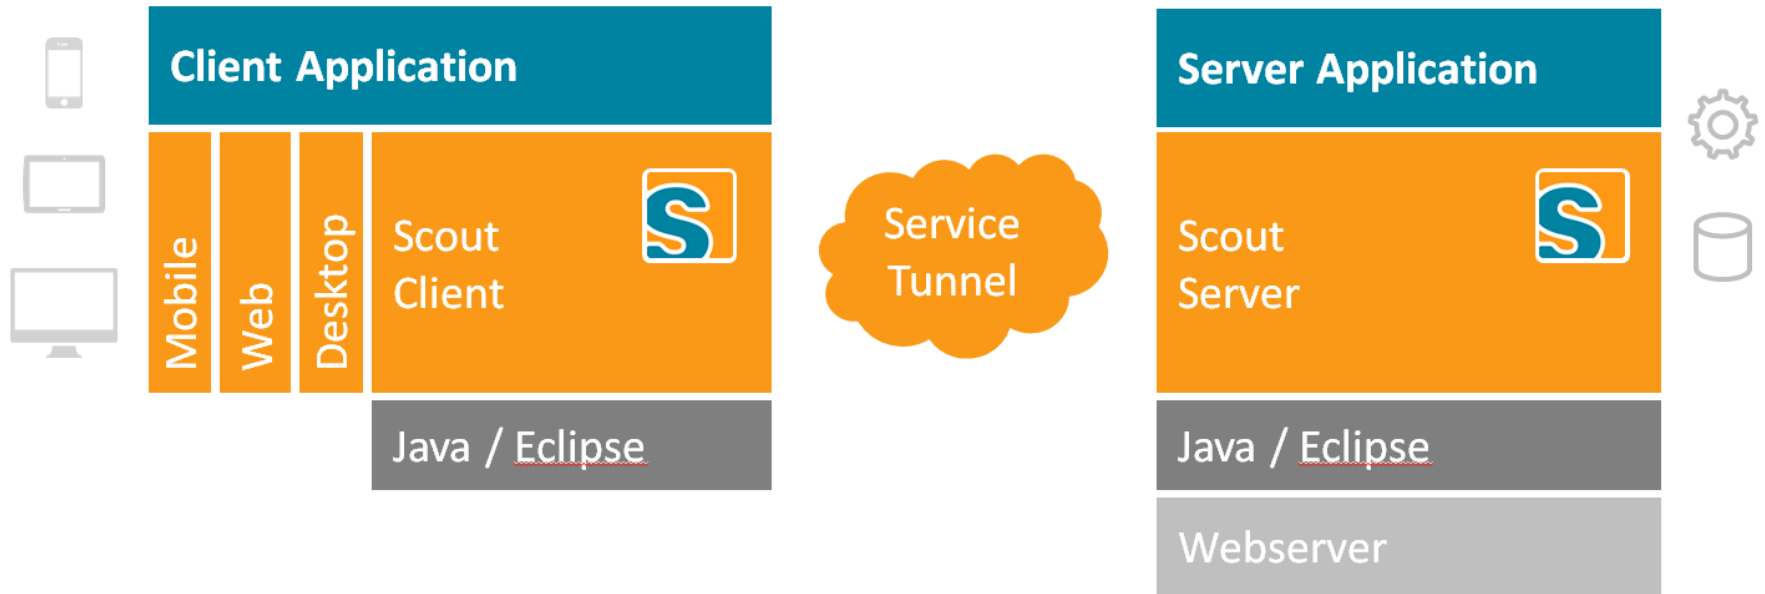 Client Application
Mobile
Web
Desktop
Scout
Client
Java / Eclipse
Service
Tunnel
Server Application
Scout
Server
Java / Eclipse
Webserver